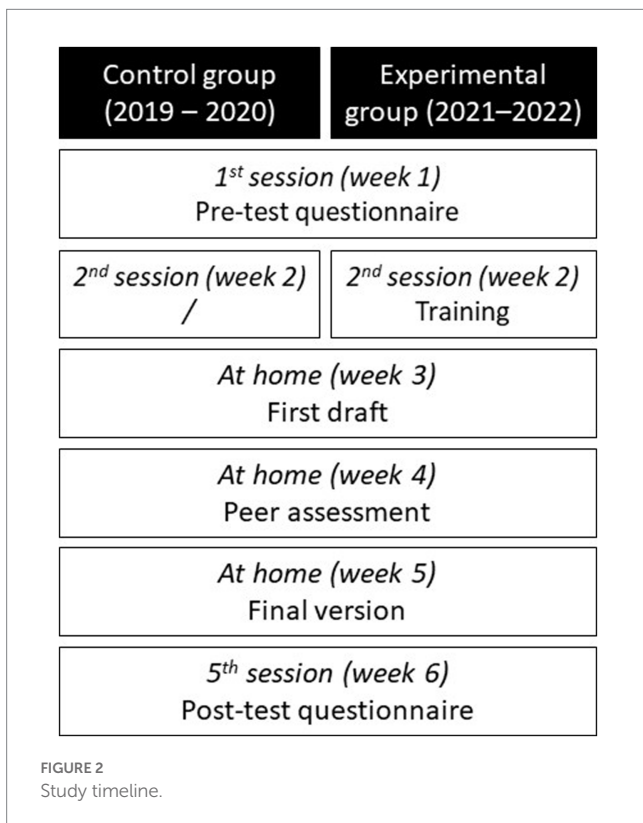 Control group
(2019 – 2020)
Experimental
group (2021–2022)
1st session (week 1)
Pre-test questionnaire
2nd session (week 2)
/
2nd session (week 2)
Training
At home (week 3)
First draft
At home (week 4)
Peer assessment
At home (week 5)
Final version
5th session (week 6)
Post-test questionnaire
FIGURE 2
Study timeline.